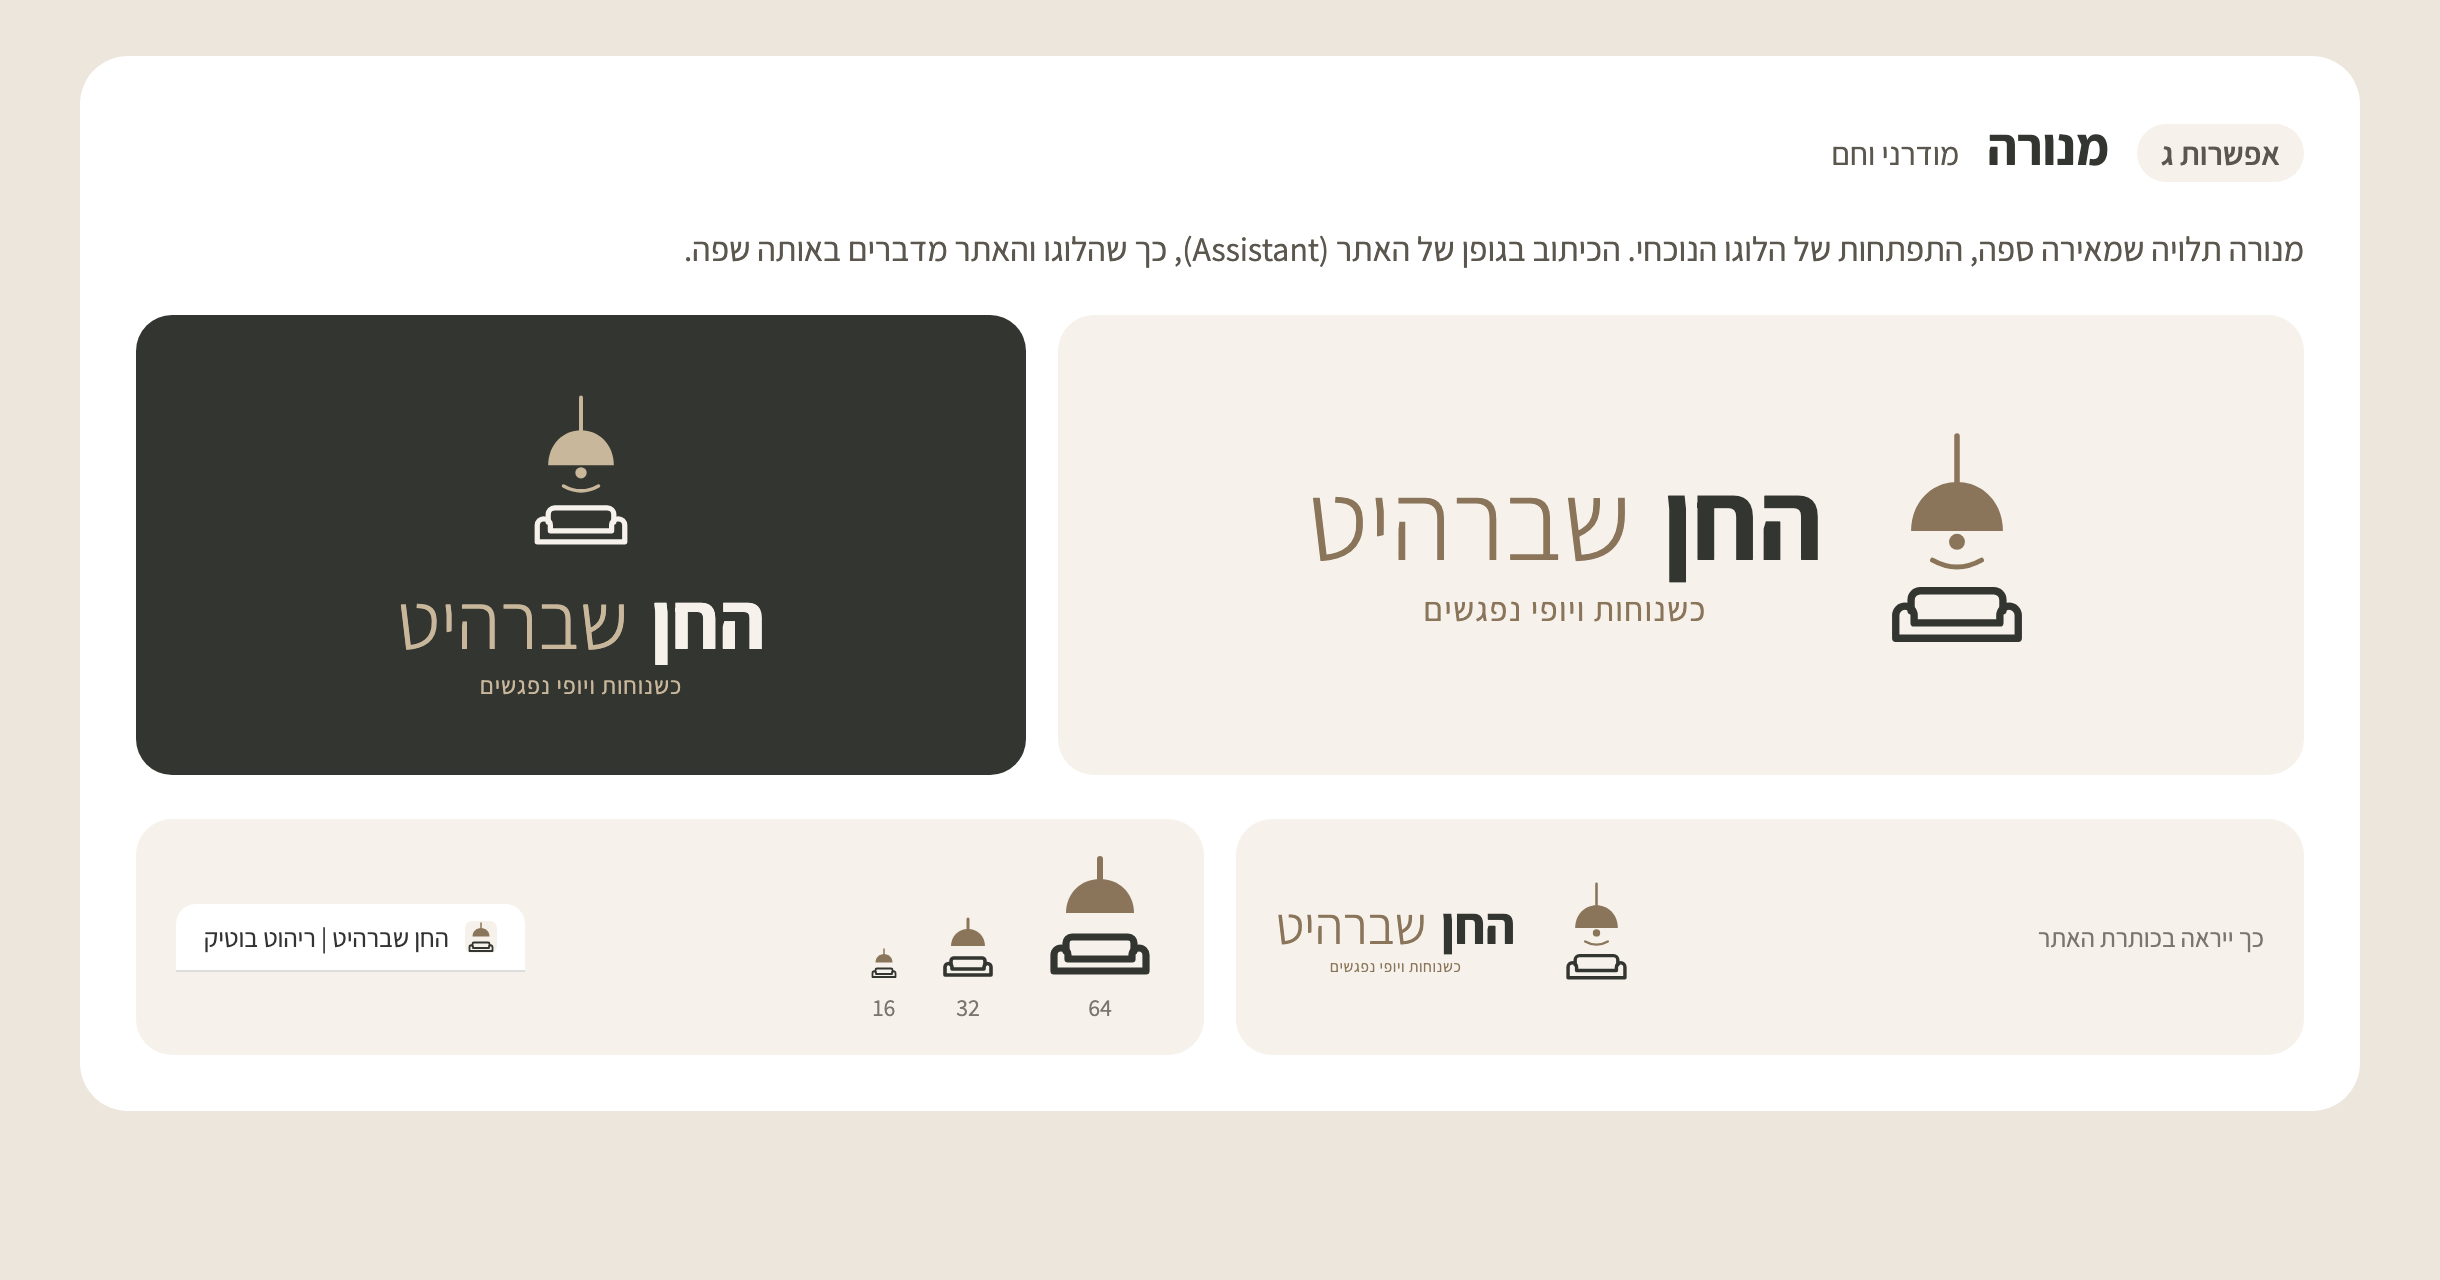 אפשרות ג מנורה מודרני וחם
מנורה תלויה שמאירה ספה, התפתחות של הלוגו הנוכחי. הכיתוב בגופן של האתר (Assistant), כך שהלוגו והאתר מדברים באותה שפה.
החן שברהיט
כשנוחות ויופי נפגשים
החן שברהיט
כשנוחות ויופי נפגשים
כך ייראה בכותרת האתר
החן שברהיט
כשנוחות ויופי נפגשים
64 32 16
החן שברהיט | ריהוט בוטיק